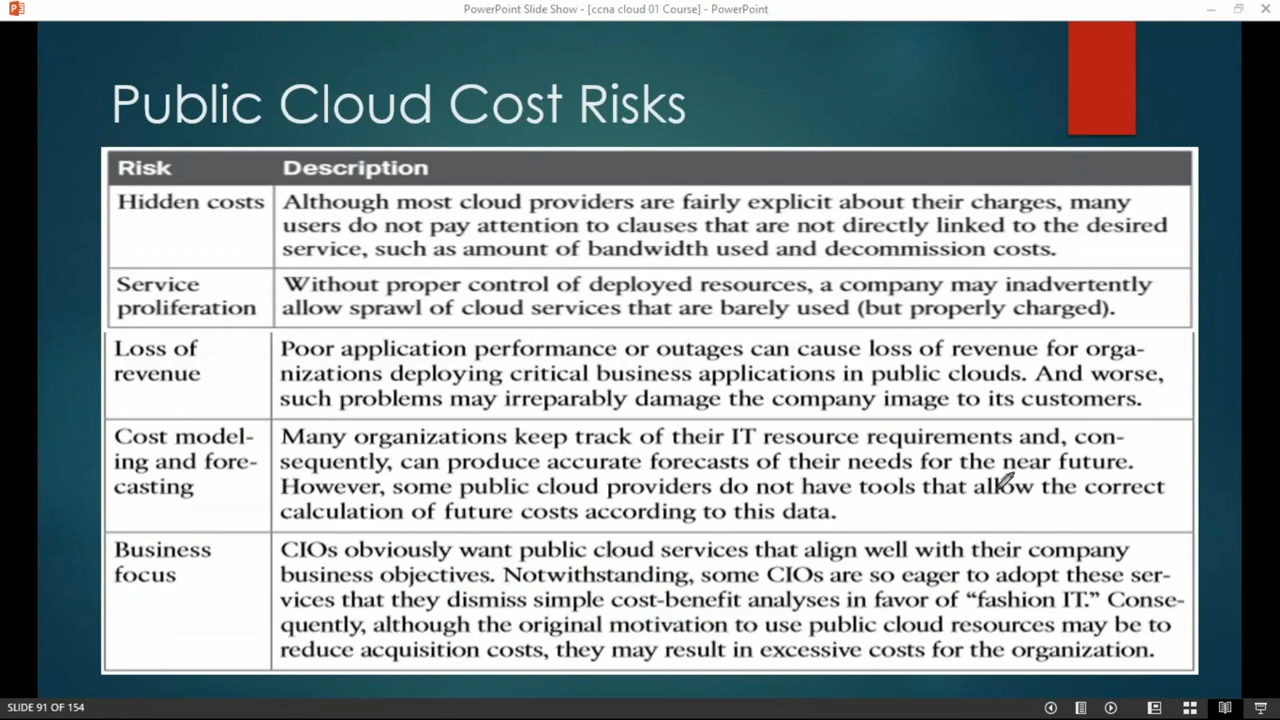 PowerPoint Slide Show - [ccna cloud 01 Course] - PowerPoint
Public Cloud Cost Risks
Risk Description
Hidden costs
Although most cloud providers are fairly explicit about their charges, many
users do not pay attention to clauses that are not directly linked to the desired
service, such as amount of bandwidth used and decommission costs.
Service
proliferation
Without proper control of deployed resources, a company may inadvertently
allow sprawl of cloud services that are barely used (but properly charged).
Loss of
revenue
Poor application performance or outages can cause loss of revenue for orga-
nizations deploying critical business applications in public clouds. And worse,
such problems may irreparably damage the company image to its customers.
Cost model-
ing and fore-
casting
Many organizations keep track of their IT resource requirements and, con-
sequently, can produce accurate forecasts of their needs for the near future.
However, some public cloud providers do not have tools that allow the correct
calculation of future costs according to this data.
Business
focus
CIOs obviously want public cloud services that align well with their company
business objectives. Notwithstanding, some CIOs are so eager to adopt these ser-
vices that they dismiss simple cost-benefit analyses in favor of “fashion IT.” Conse-
quently, although the original motivation to use public cloud resources may be to
reduce acquisition costs, they may result in excessive costs for the organization.
SLIDE 91 OF 154